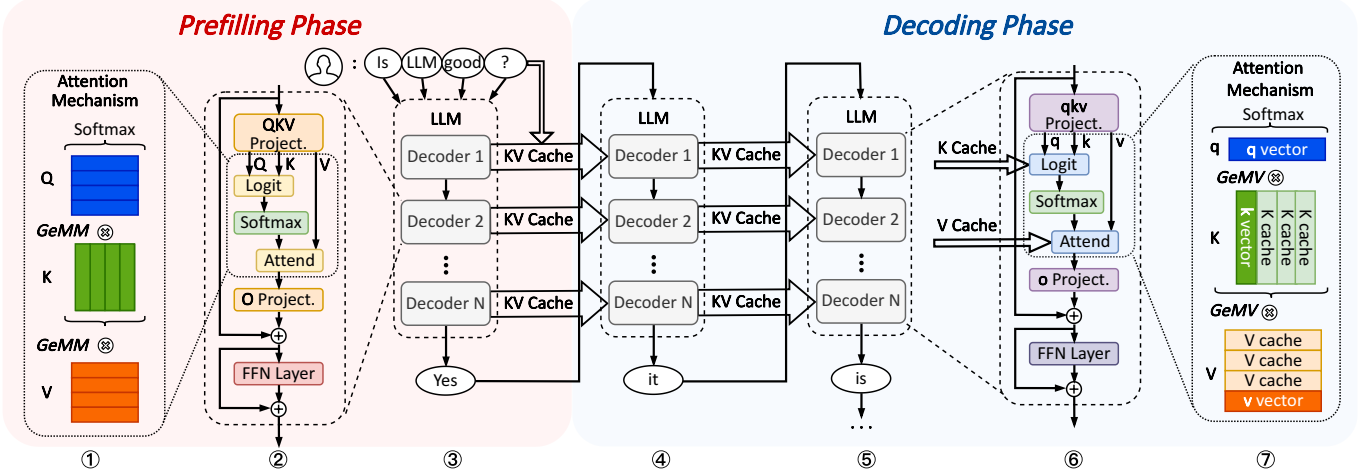 Prefilling Phase
Decoding Phase
: Is LLM good ?
Attention
Mechanism
Softmax
Q
GeMM ⊗
K
GeMM ⊗
V
①
QKV
Project.
Q K V
Logit
Softmax
Attend
O Project.
FFN Layer
②
LLM
Decoder 1
Decoder 2
Decoder N
Yes
③
KV Cache
KV Cache
KV Cache
LLM
Decoder 1
Decoder 2
Decoder N
it
④
KV Cache
KV Cache
KV Cache
LLM
Decoder 1
Decoder 2
Decoder N
is
...
⑤
K Cache
V Cache
qkv
Project.
q k v
Logit
Softmax
Attend
o Project.
FFN Layer
⑥
Attention
Mechanism
Softmax
q
q vector
GeMV ⊗
K
k vector
K cache
K cache
K cache
GeMV ⊗
V
V cache
V cache
V cache
v vector
⑦